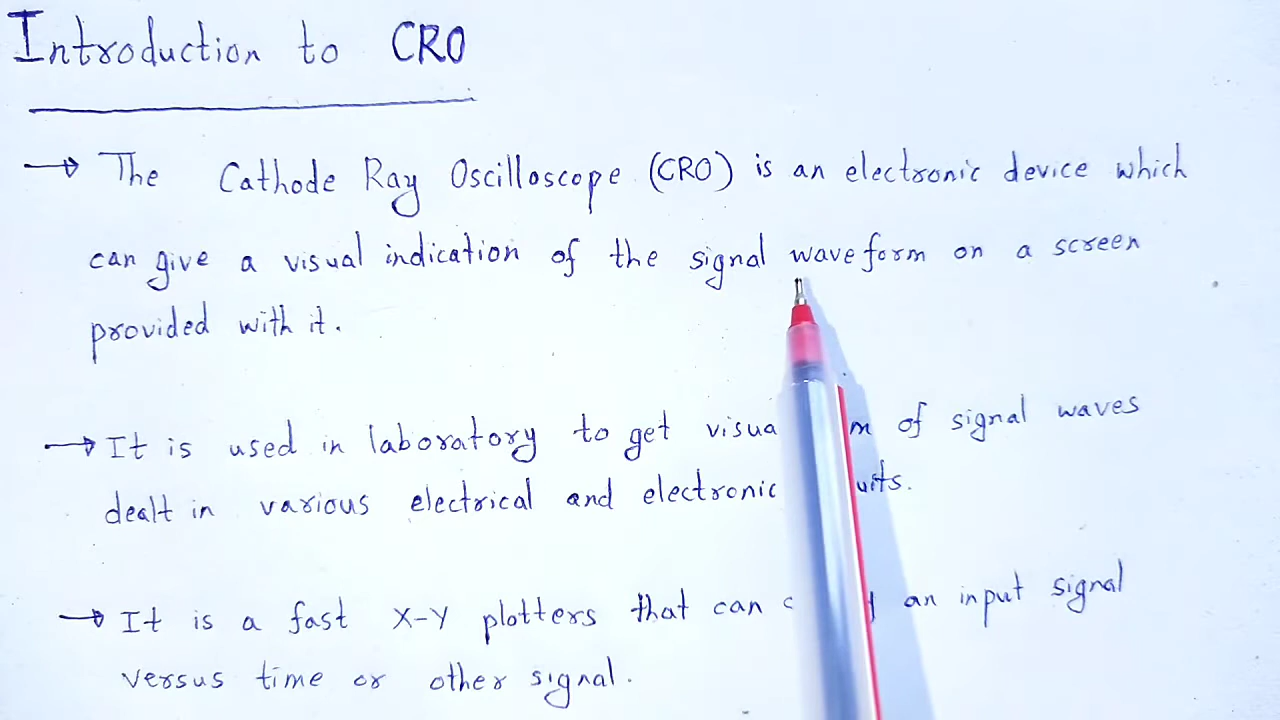 Introduction to CRO
→ The Cathode Ray Oscilloscope (CRO) is an electronic device which
can give a visual indication of the signal waveform on a screen
provided with it.
→ It is used in laboratory to get visua m of signal waves
dealt in various electrical and electronic uits.
→ It is a fast X-Y plotters that can an input signal
versus time or other signal.